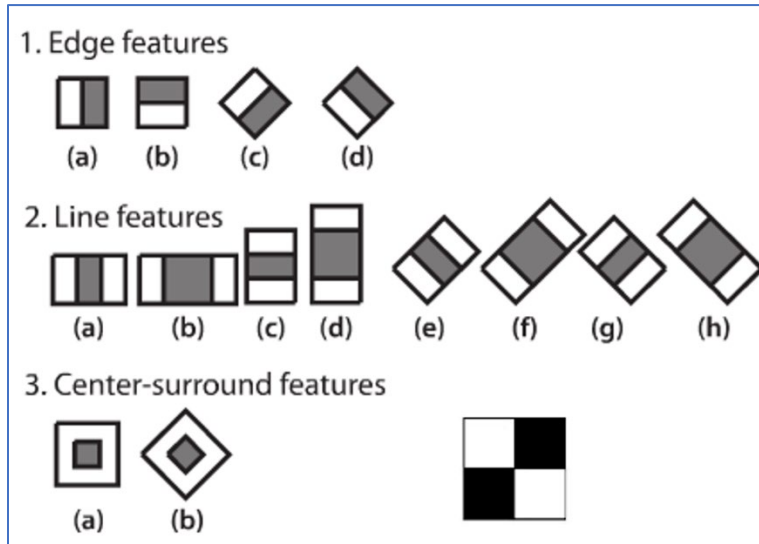 1. Edge features
(a) (b) (c) (d)
2. Line features
(a) (b) (c) (d) (e) (f) (g) (h)
3. Center-surround features
(a) (b)